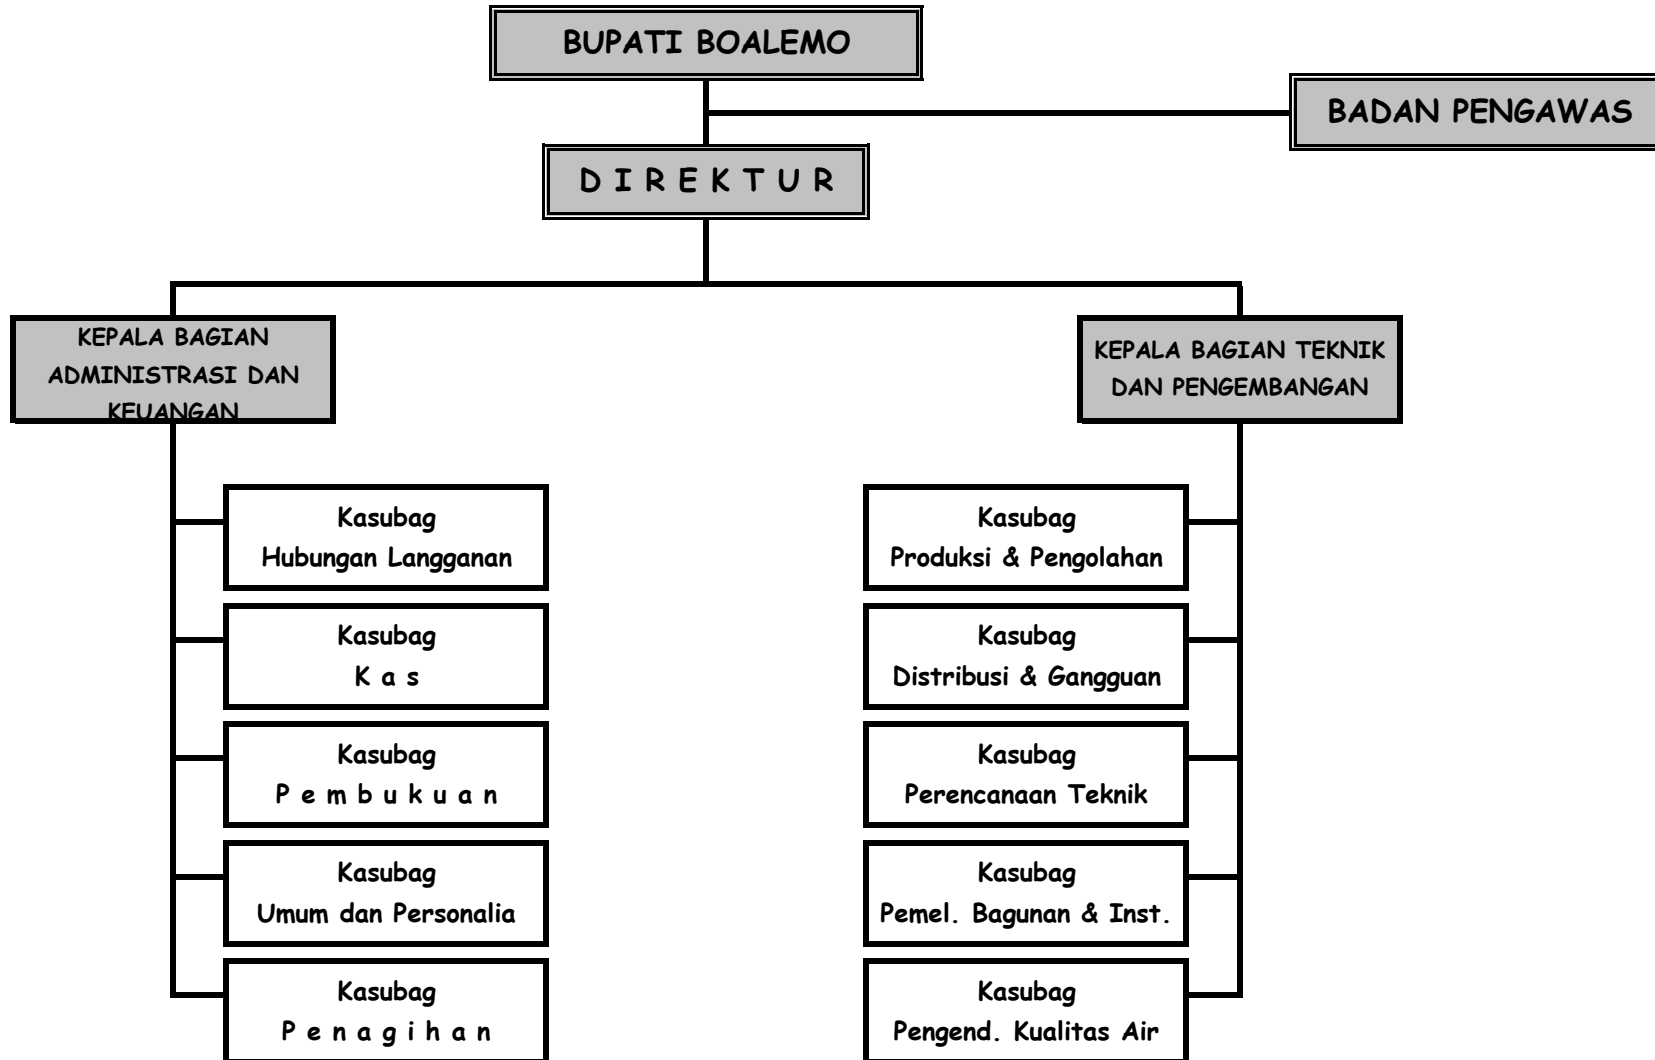 BUPATI BOALEMO
BADAN PENGAWAS
D I R E K T U R
KEPALA BAGIAN
ADMINISTRASI DAN
KEUANGAN
KEPALA BAGIAN TEKNIK
DAN PENGEMBANGAN
Kasubag
Hubungan Langganan
Kasubag
K a s
Kasubag
P e m b u k u a n
Kasubag
Umum dan Personalia
Kasubag
P e n a g i h a n
Kasubag
Produksi & Pengolahan
Kasubag
Distribusi & Gangguan
Kasubag
Perencanaan Teknik
Kasubag
Pemel. Bagunan & Inst.
Kasubag
Pengend. Kualitas Air